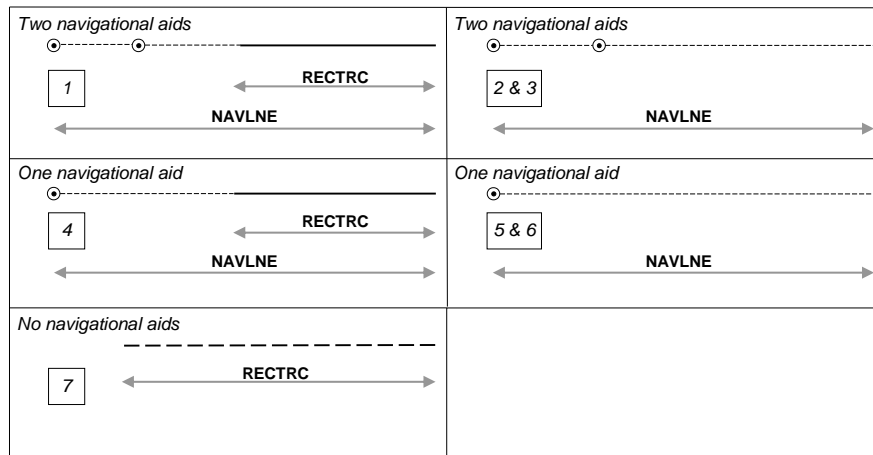 Two navigational aids
RECTRC
1
NAVLNE
Two navigational aids
2 & 3
NAVLNE
One navigational aid
RECTRC
4
NAVLNE
One navigational aid
5 & 6
NAVLNE
No navigational aids
RECTRC
7